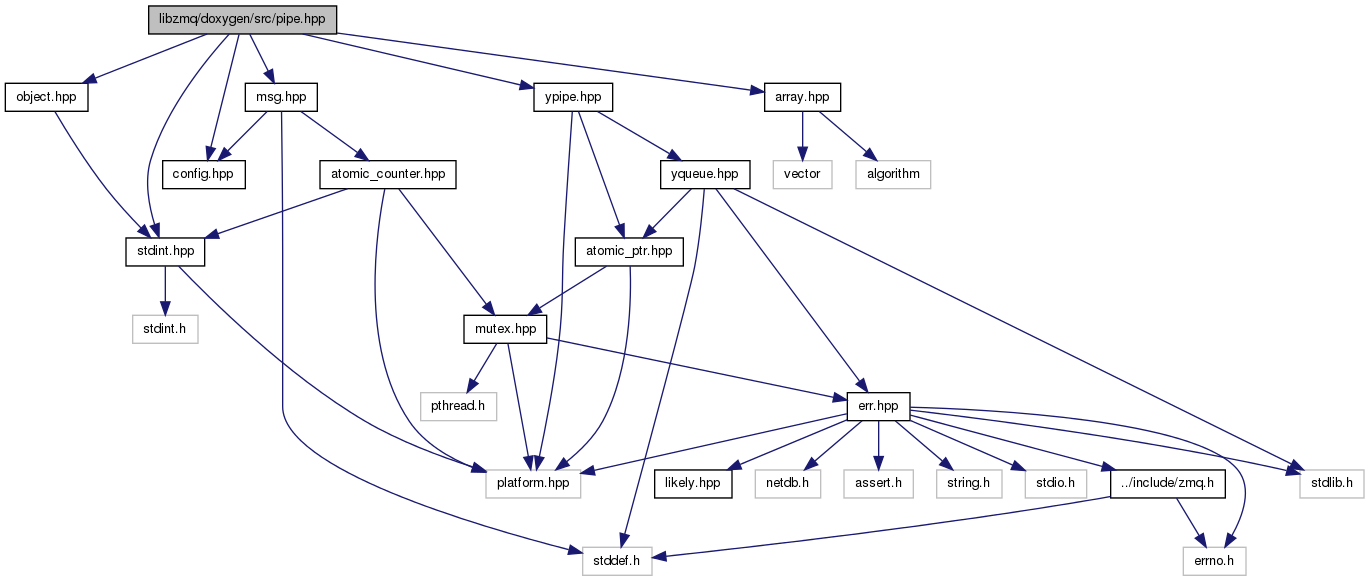 libzmq/doxygen/src/pipe.hpp
object.hpp
msg.hpp
ypipe.hpp
array.hpp
config.hpp
atomic_counter.hpp
yqueue.hpp
vector
algorithm
stdint.hpp
atomic_ptr.hpp
stdint.h
mutex.hpp
pthread.h
err.hpp
platform.hpp
likely.hpp
netdb.h
assert.h
string.h
stdio.h
../include/zmq.h
stdlib.h
stddef.h
errno.h